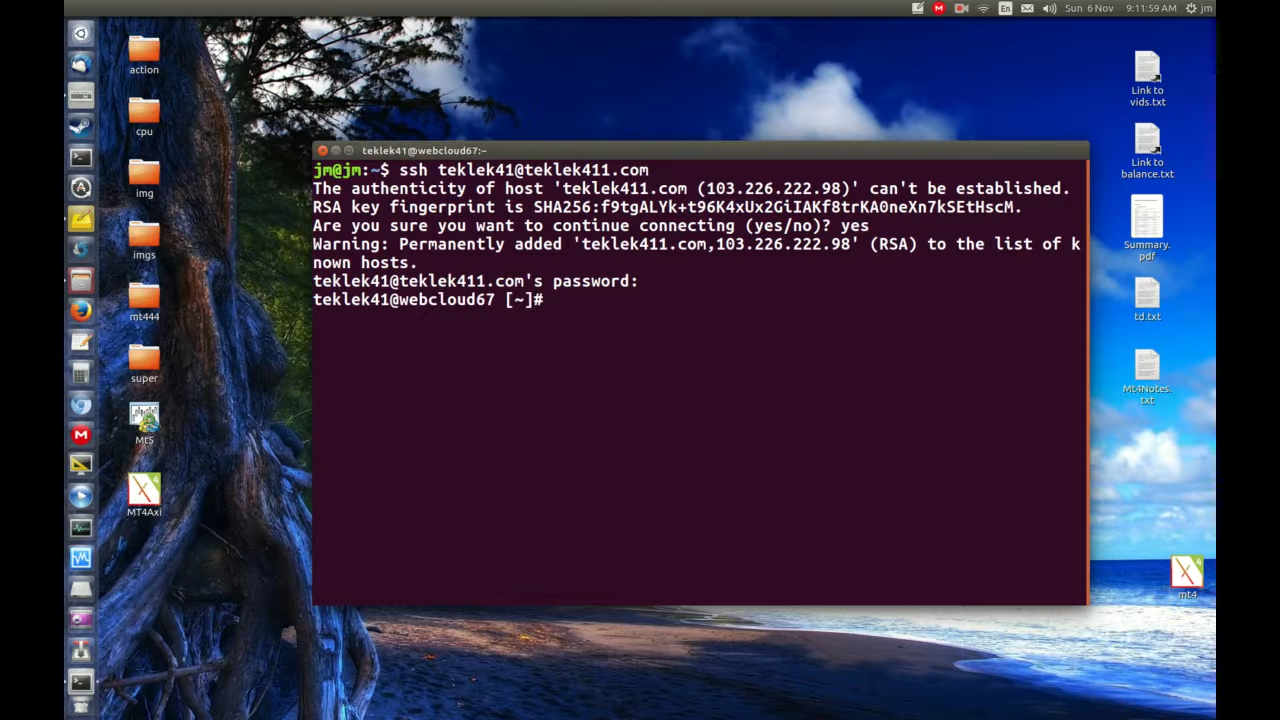 En
Sun 6 Nov
9:11:59 AM
jm
action
cpu
img
imgs
mt444
super
Mt5
MT4Axi
teklek41@webcloud67:~
jm@jm:~$ ssh teklek41@teklek411.com
The authenticity of host 'teklek411.com (103.226.222.98)' can't be established.
RSA key fingerprint is SHA256:f9tgALYk+t96K4xUx2GiIAKf8trKA0neXn7kSEtHscM.
Are you sure you want to continue connecting (yes/no)? yes
Warning: Permanently added 'teklek411.com,103.226.222.98' (RSA) to the list of k
nown hosts.
teklek41@teklek411.com's password:
teklek41@webcloud67 [~]#
Link to
vids.txt
Link to
balance.txt
Summary.
pdf
td.txt
Mt4Notes.
txt
mt4